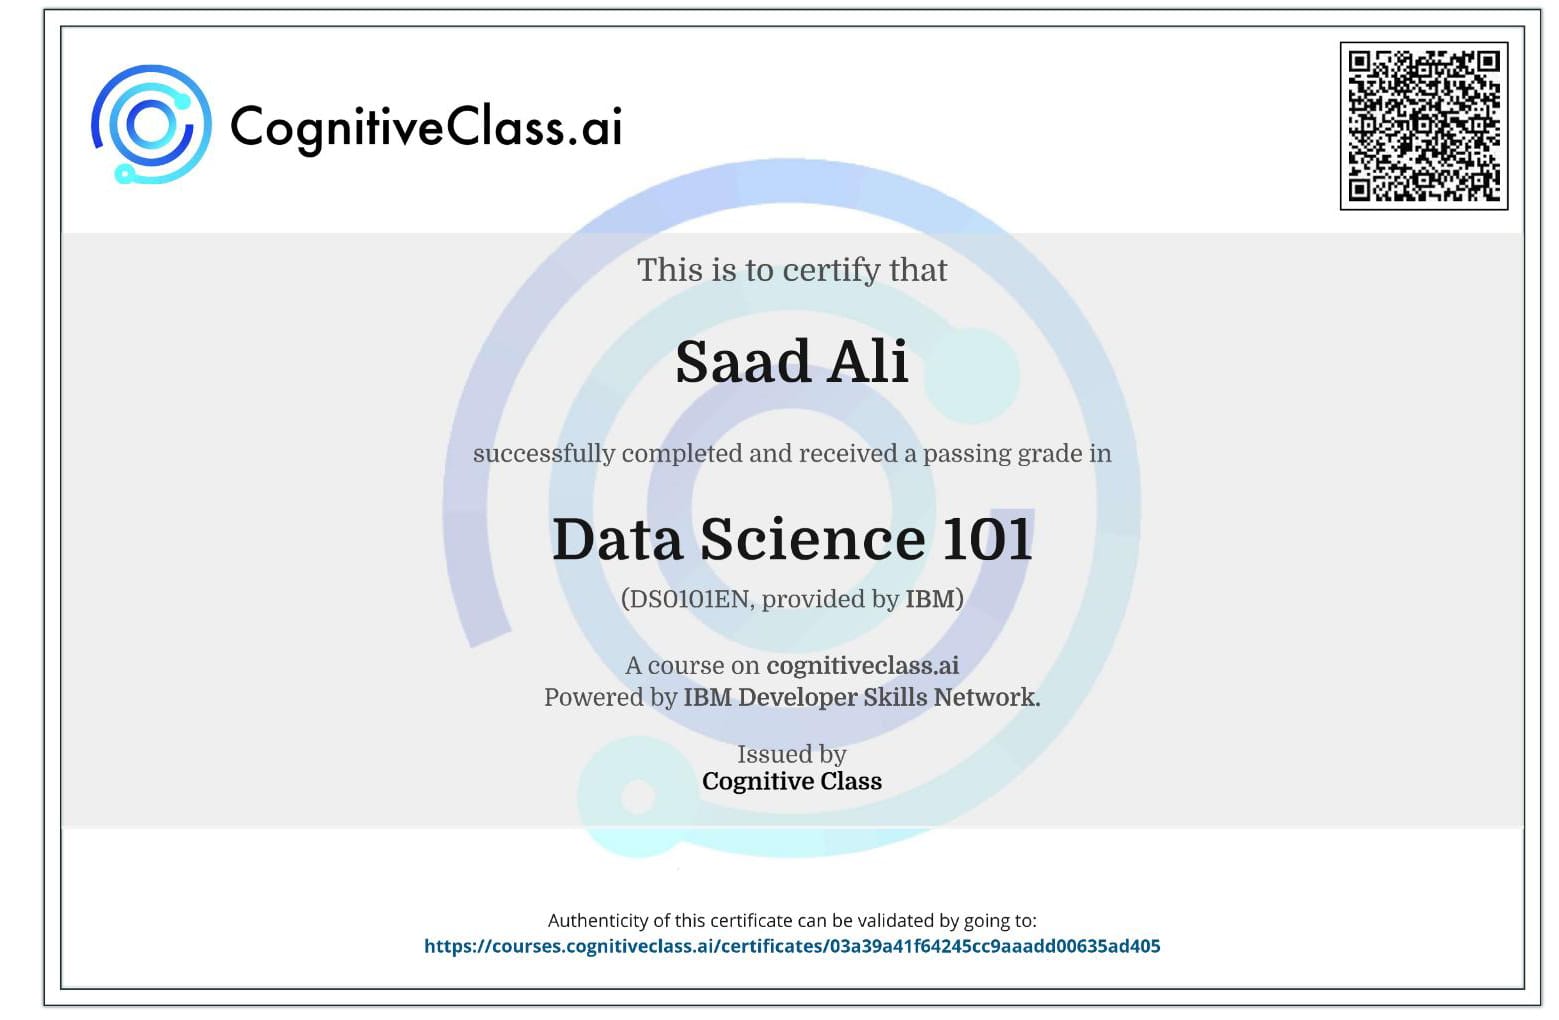 CognitiveClass.ai
This is to certify that
Saad Ali
successfully completed and received a passing grade in
Data Science 101
(DS0101EN, provided by IBM)
A course on cognitiveclass.ai
Powered by IBM Developer Skills Network.
Issued by
Cognitive Class
Authenticity of this certificate can be validated by going to:
https://courses.cognitiveclass.ai/certificates/03a39a41f64245cc9aaadd00635ad405